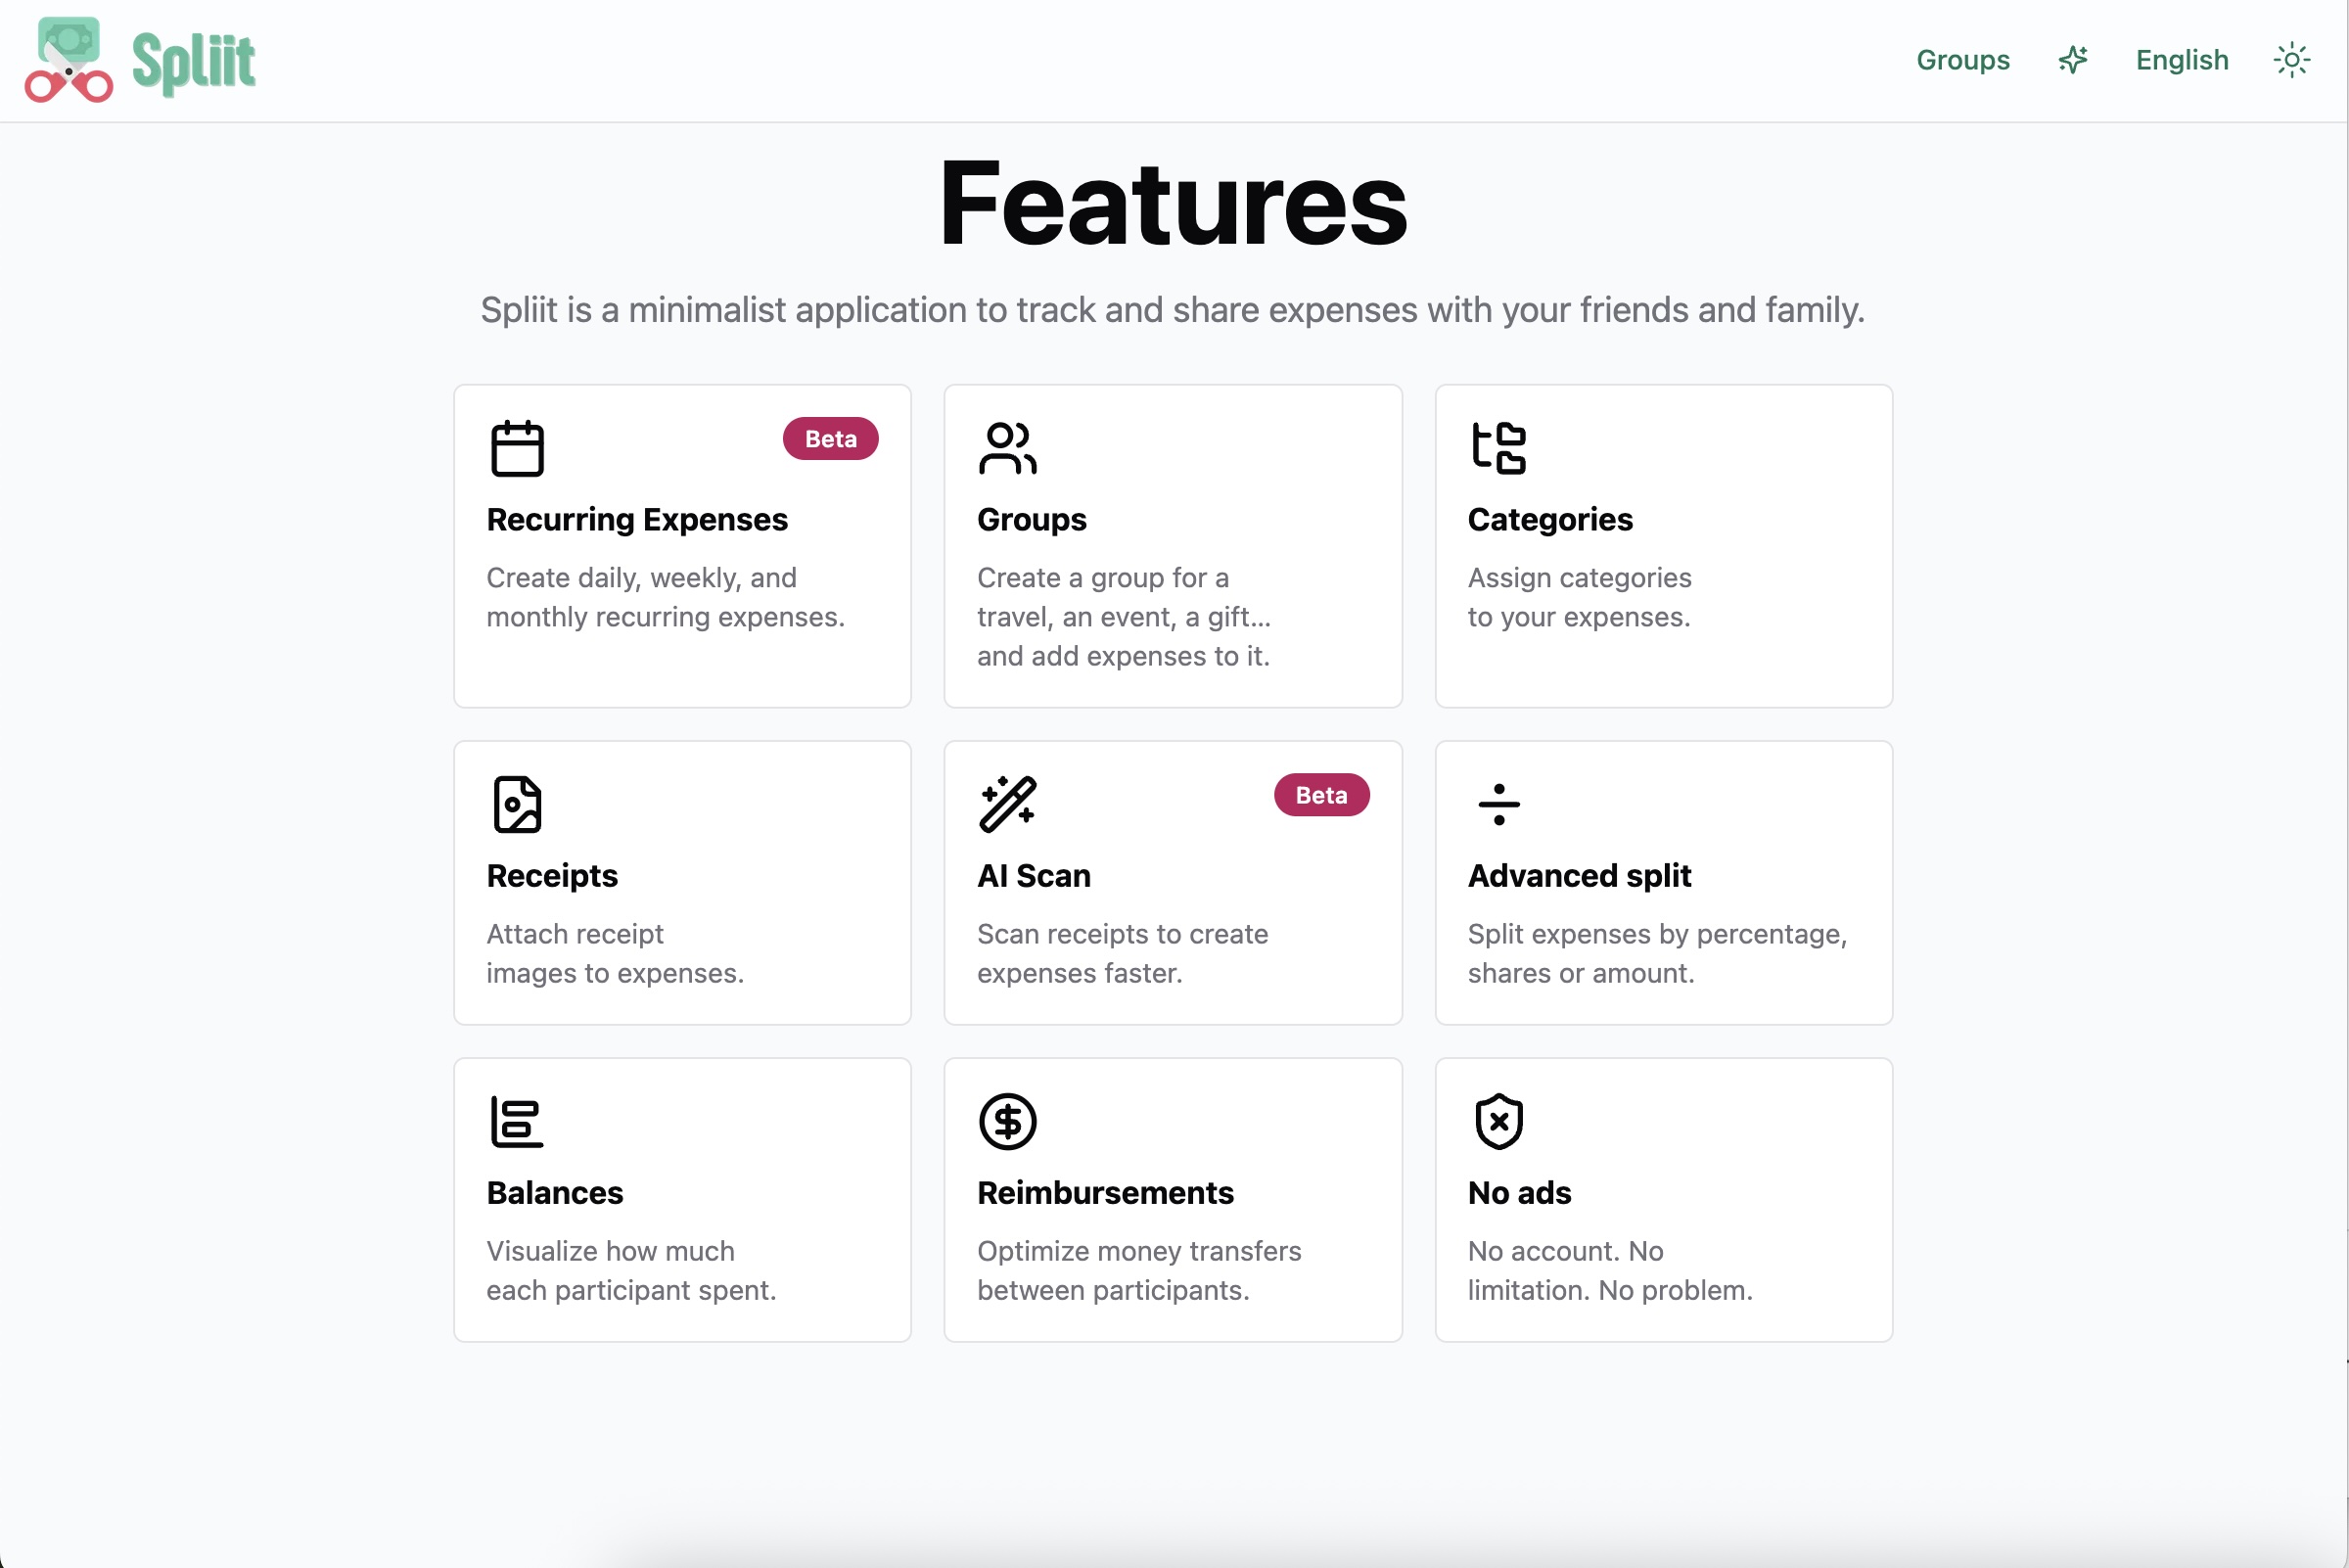 Spliit
Groups
English
Features
Spliit is a minimalist application to track and share expenses with your friends and family.
Beta
Recurring Expenses
Create daily, weekly, and
monthly recurring expenses.
Groups
Create a group for a
travel, an event, a gift…
and add expenses to it.
Categories
Assign categories
to your expenses.
Receipts
Attach receipt
images to expenses.
Beta
AI Scan
Scan receipts to create
expenses faster.
Advanced split
Split expenses by percentage,
shares or amount.
Balances
Visualize how much
each participant spent.
Reimbursements
Optimize money transfers
between participants.
No ads
No account. No
limitation. No problem.